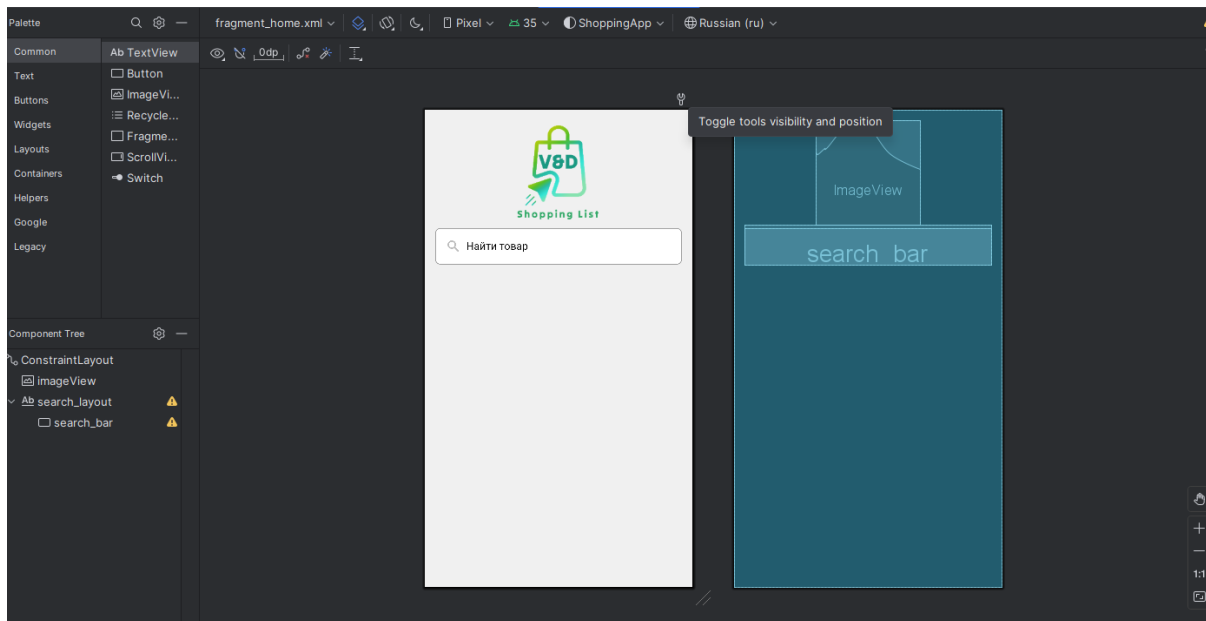 Palette
fragment_home.xml
Pixel
35
ShoppingApp
Russian (ru)
Common
Text
Buttons
Widgets
Layouts
Containers
Helpers
Google
Legacy
Ab TextView
Button
ImageVi...
Recycle...
Fragme...
ScrollVi...
Switch
0dp
Toggle tools visibility and position
V&D
Shopping List
Найти товар
ImageView
search_bar
Component Tree
ConstraintLayout
imageView
Ab search_layout
search_bar
1:1